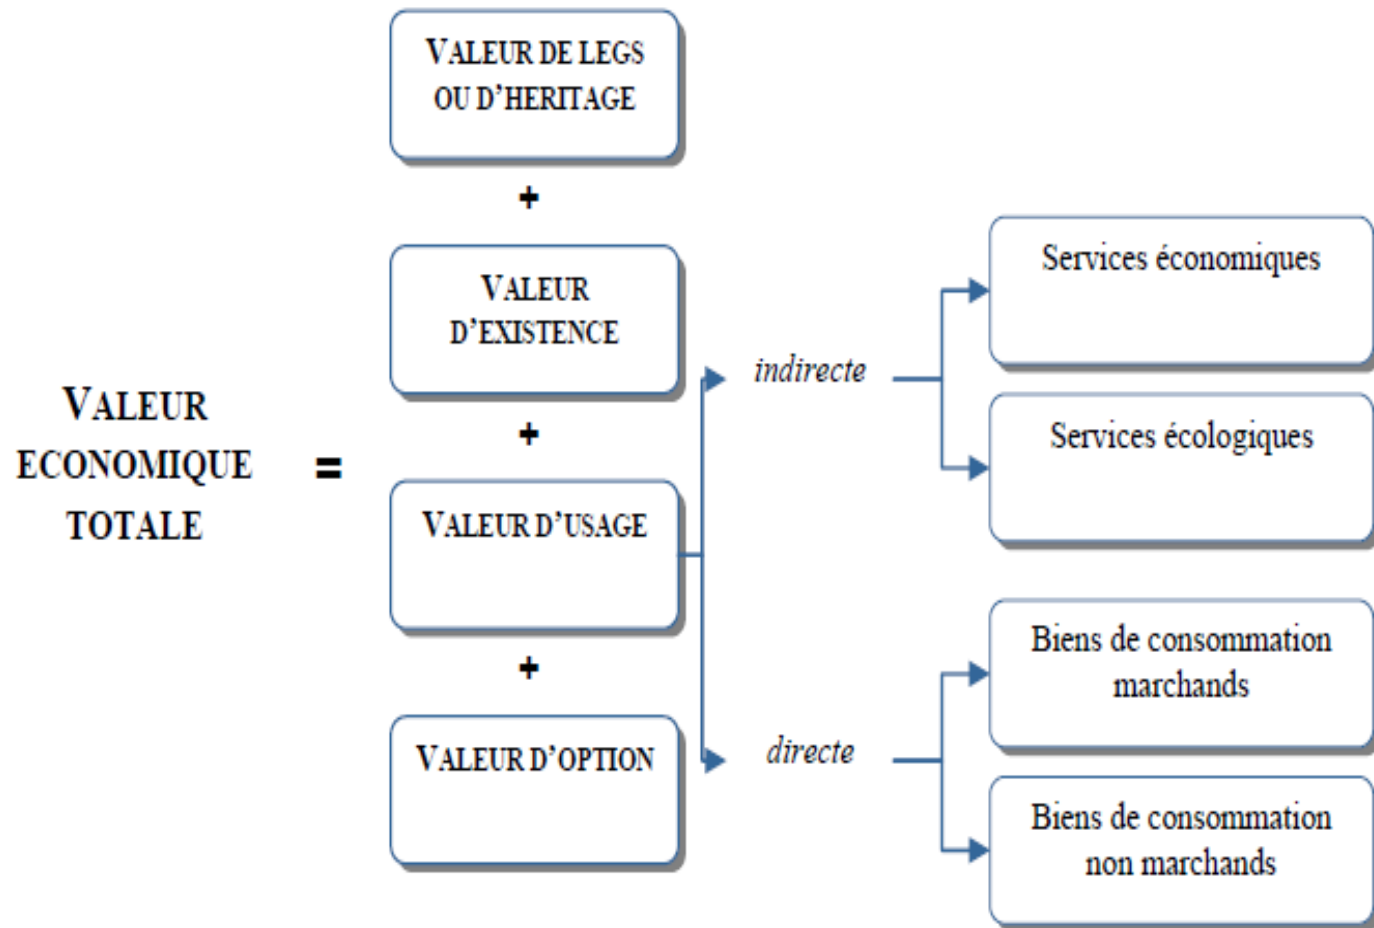 VALEUR
ECONOMIQUE
TOTALE
=
VALEUR DE LEGS
OU D’HERITAGE
+
VALEUR
D’EXISTENCE
+
VALEUR D’USAGE
+
VALEUR D’OPTION
indirecte
Services économiques
Services écologiques
directe
Biens de consommation
marchands
Biens de consommation
non marchands